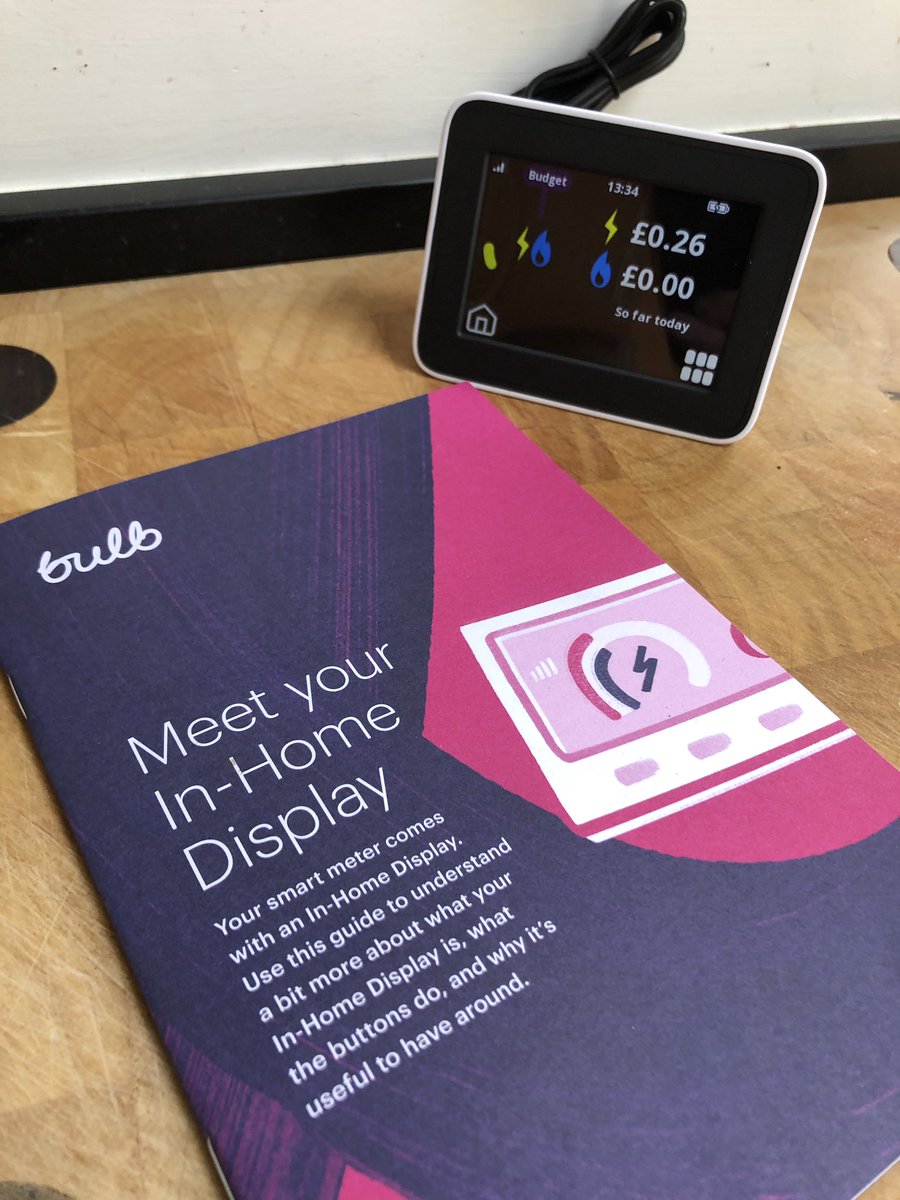 Budget
13:34
£0.26
£0.00
So far today
bulb
Meet your
In-Home
Display
Your smart meter comes
with an In-Home Display.
Use this guide to understand
a bit more about what your
In-Home Display is, what
the buttons do, and why it's
useful to have around.